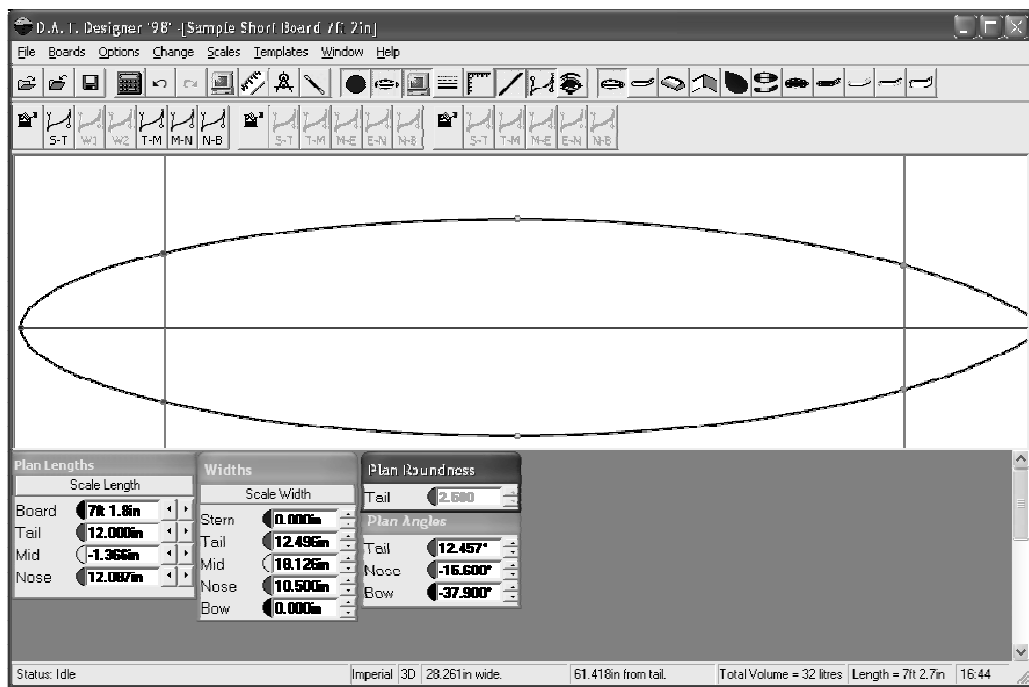 D.A.T. Designer '98' -[Sample Short Board 7ft 2in]
File Boards Options Change Scales Templates Window Help
S-T W1 W2 T-M M-N N-B S-T T-M M-E E-N N-B S-T T-M M-E E-N N-B
Plan Lengths
Scale Length
Board 7ft 1.8in
Tail 12.000in
Mid -1.366in
Nose 12.087in
Widths
Scale Width
Stern 0.000in
Tail 12.496in
Mid 18.126in
Nose 10.500in
Bow 0.000in
Plan Roundness
Tail 2.600
Plan Angles
Tail 12.457°
Nose -16.600°
Bow -37.900°
Status: Idle Imperial 3D 28.261in wide. 61.418in from tail. Total Volume = 32 litres Length = 7ft 2.7in 16:44